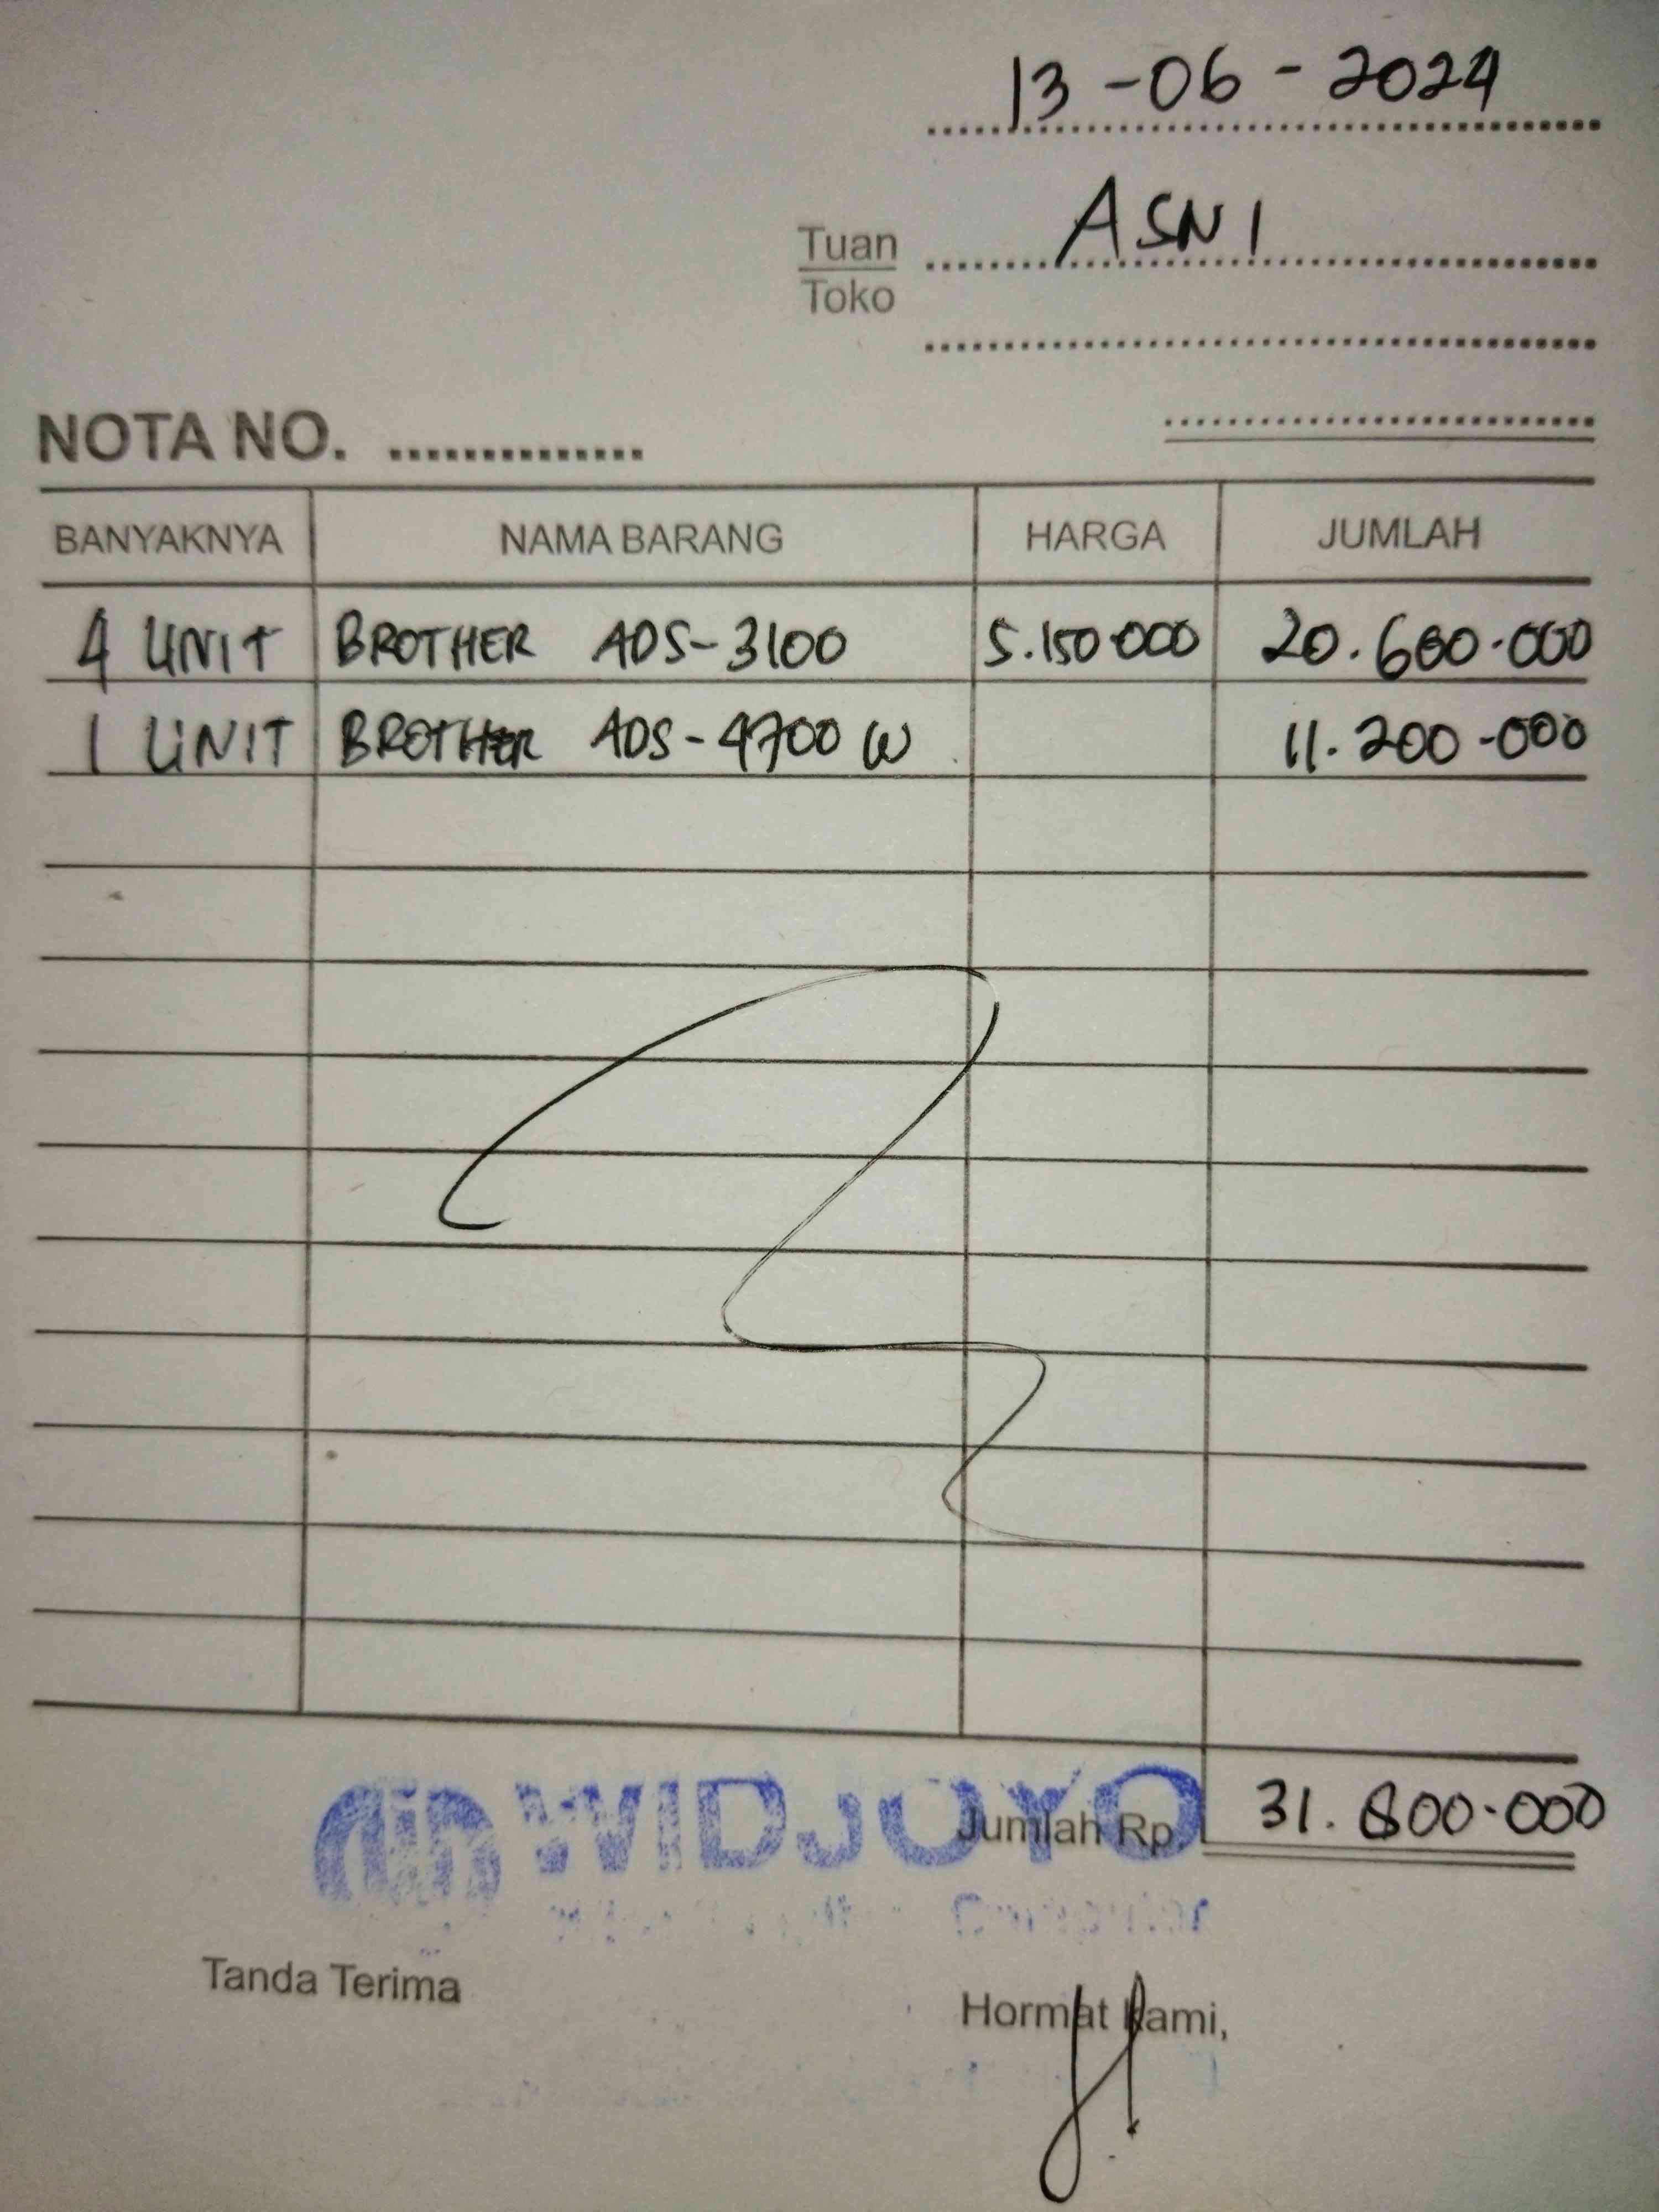 13-06-2024
Tuan ASNI
Toko
NOTA NO. ..............
BANYAKNYA NAMA BARANG HARGA JUMLAH
4 UNIT BROTHER ADS-3100 5.150.000 20.600.000
1 UNIT BROTHER ADS-4700 W 11.200.000
WIDJOYO
Jumlah Rp 31.800.000
Computer
Tanda Terima Hormat Kami,